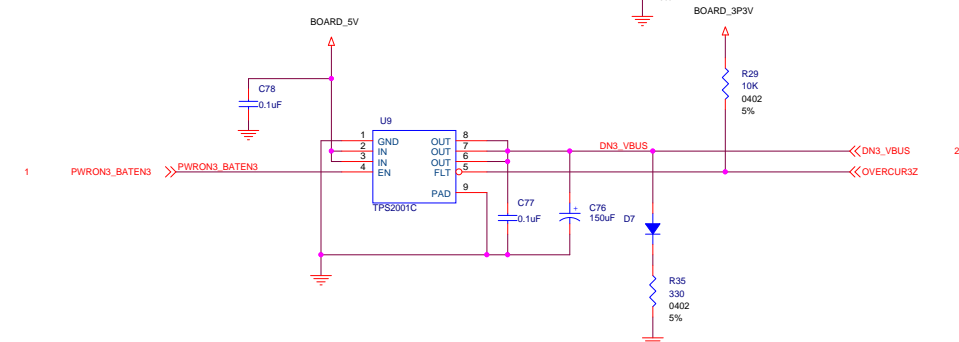 BOARD_3P3V
BOARD_5V
C78
0.1uF
R29
10K
0402
5%
U9
1 GND OUT 8
2 IN OUT 7
3 IN OUT 6
4 EN FLT 5
PAD 9
TPS2001C
DN3_VBUS
DN3_VBUS 2
1 PWRON3_BATEN3 PWRON3_BATEN3
OVERCUR3Z
C77
0.1uF
+
C76
150uF
D7
R35
330
0402
5%